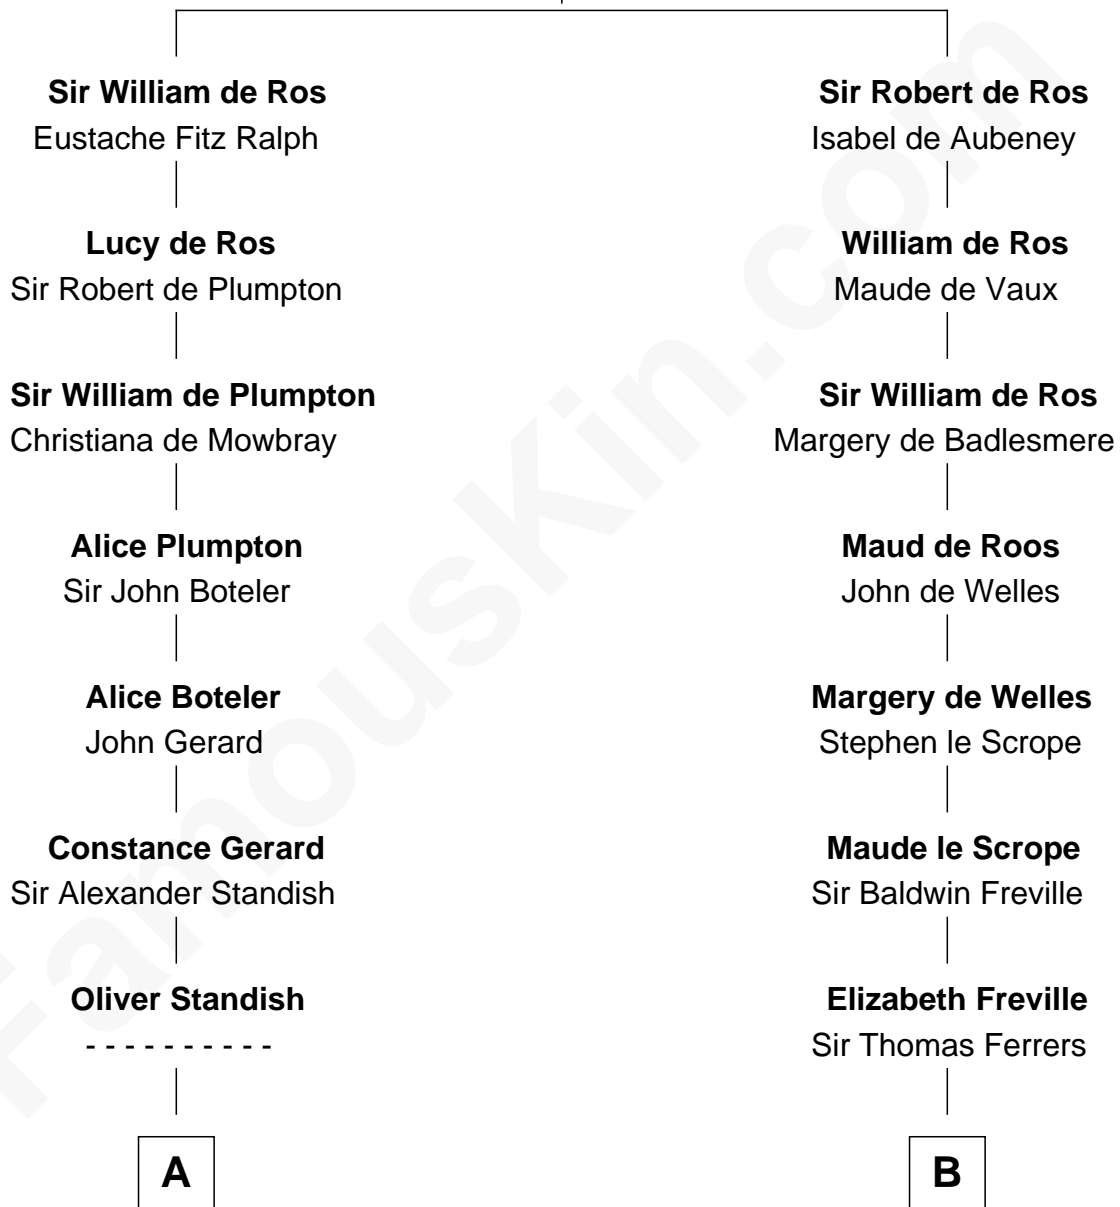 Sir William de Ros
Eustache Fitz Ralph
Lucy de Ros
Sir Robert de Plumpton
Sir William de Plumpton
Christiana de Mowbray
Alice Plumpton
Sir John Boteler
Alice Boteler
John Gerard
Constance Gerard
Sir Alexander Standish
Oliver Standish
- - - - - - - - - -
A
Sir Robert de Ros
Isabel de Aubeney
William de Ros
Maude de Vaux
Sir William de Ros
Margery de Badlesmere
Maud de Roos
John de Welles
Margery de Welles
Stephen le Scrope
Maude le Scrope
Sir Baldwin Freville
Elizabeth Freville
Sir Thomas Ferrers
B
FamousKin.com